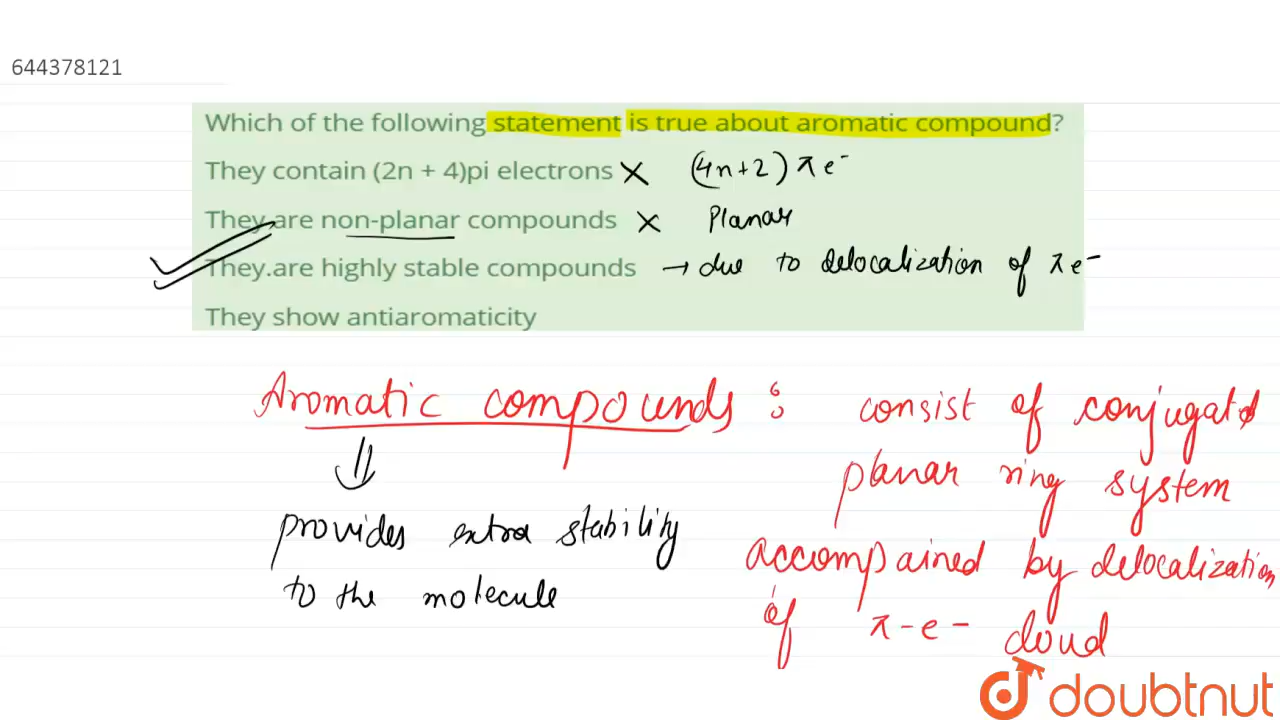 644378121
Which of the following statement is true about aromatic compound?
They contain (2n + 4)pi electrons × (4n+2) π e⁻
They are non-planar compounds × Planar
They.are highly stable compounds → due to delocalization of π e⁻
They show antiaromaticity
Aromatic compounds : consist of conjugated
planar ring system
accompained by delocalization
of π-e- cloud
provides extra stability
to the molecule
doubtnut